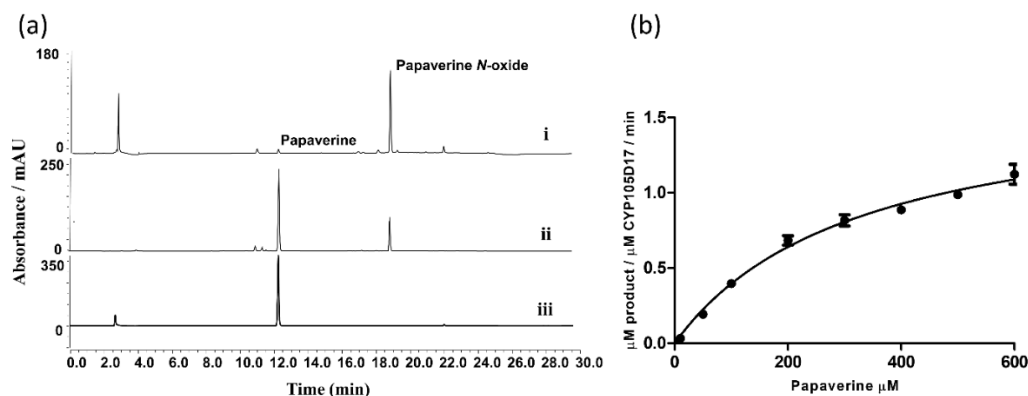 (a)
180
Papaverine N-oxide
Papaverine
i
0
250
ii
0
350
iii
0
Absorbance / mAU
0.0 2.0 4.0 6.0 8.0 10.0 12.0 14.0 16.0 18.0 20.0 22.0 24.0 26.0 28.0 30.0
Time (min)
(b)
1.5
1.0
0.5
0.0
µM product / µM CYP105D17 / min
0 200 400 600
Papaverine µM